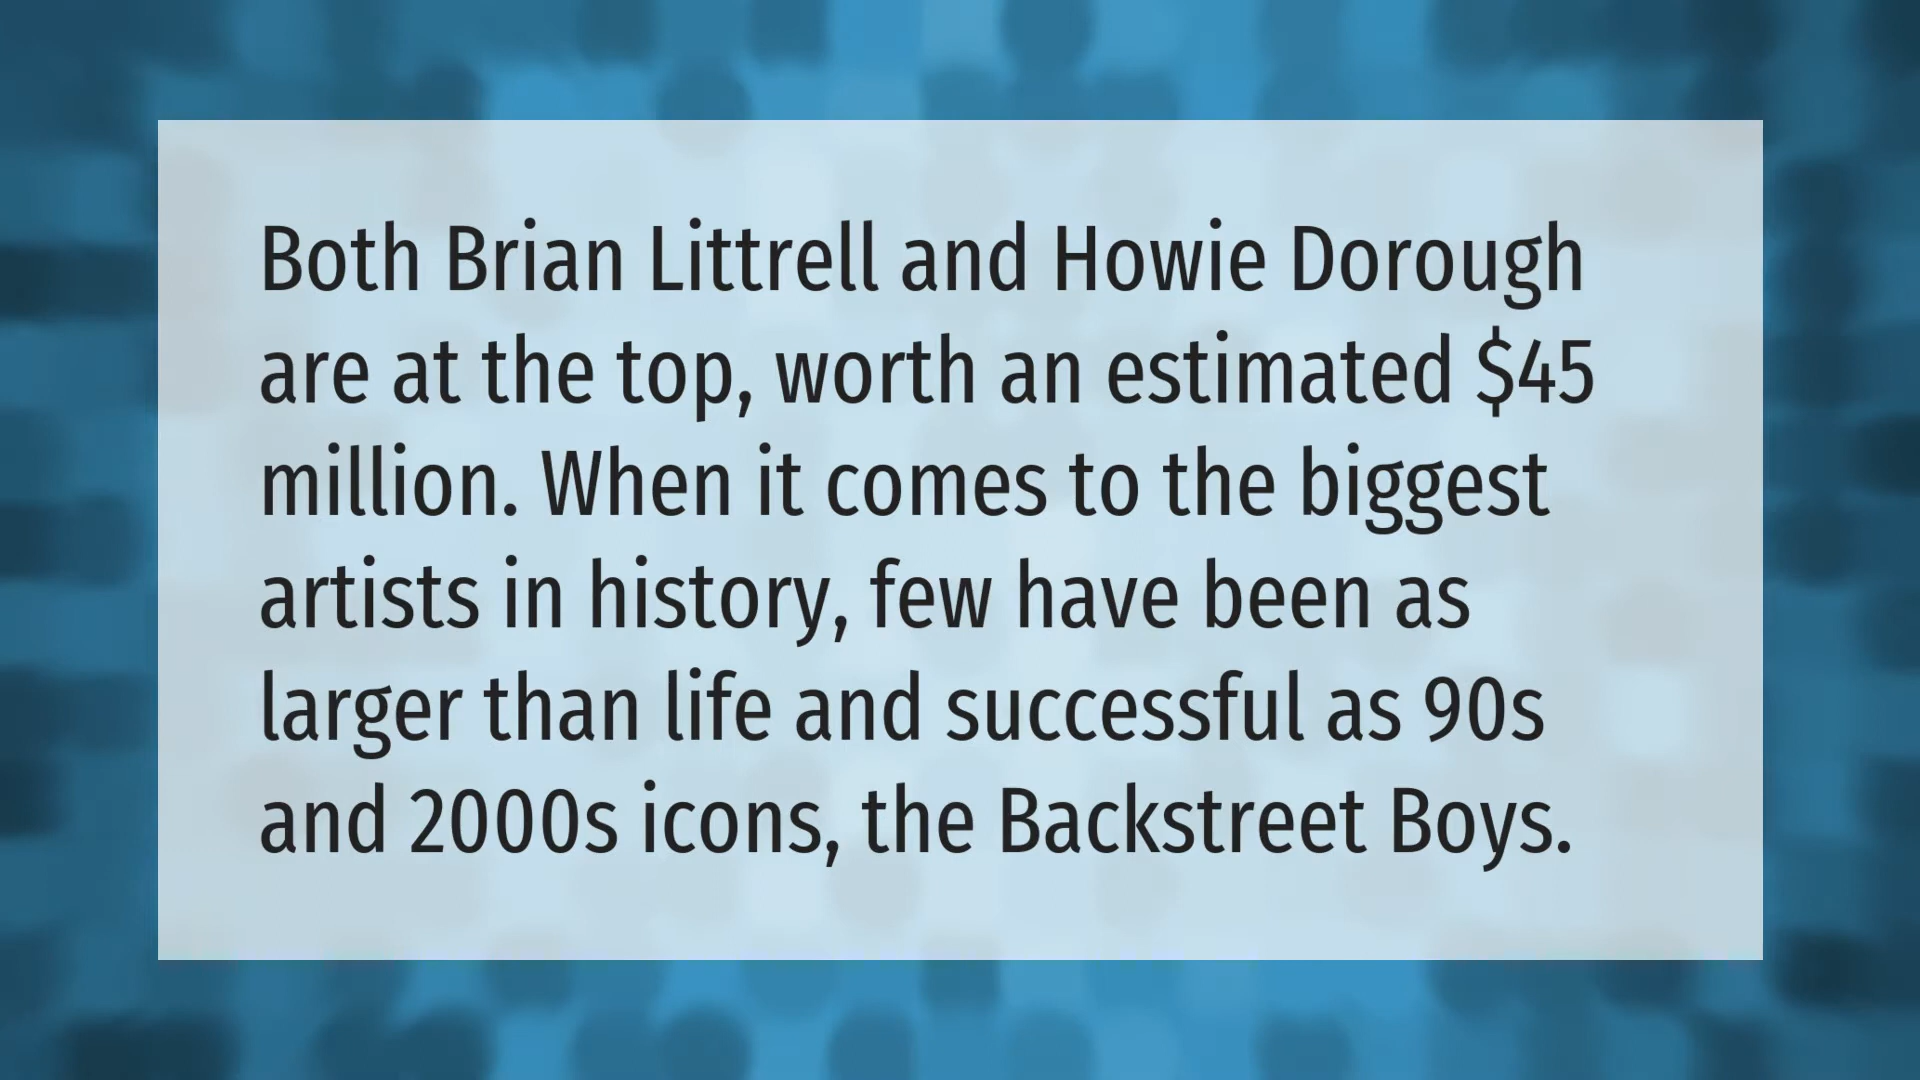 Both Brian Littrell and Howie Dorough
are at the top, worth an estimated $45
million. When it comes to the biggest
artists in history, few have been as
larger than life and successful as 90s
and 2000s icons, the Backstreet Boys.